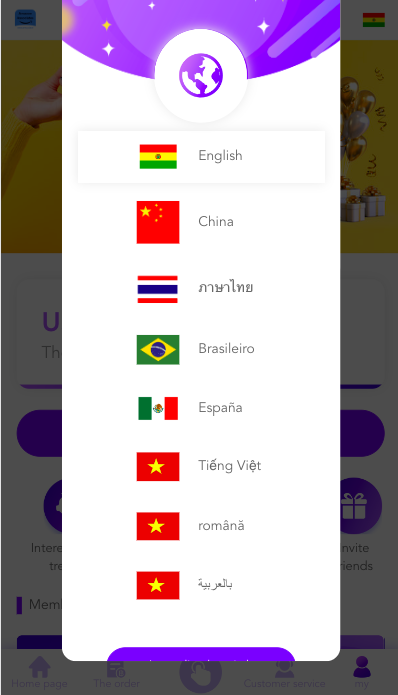 English
China
ภาษาไทย
Brasileiro
España
Tiếng Việt
română
بالعربية
Intere
nvite
tre
riends
Memb
Home page
The order
Customer service
my